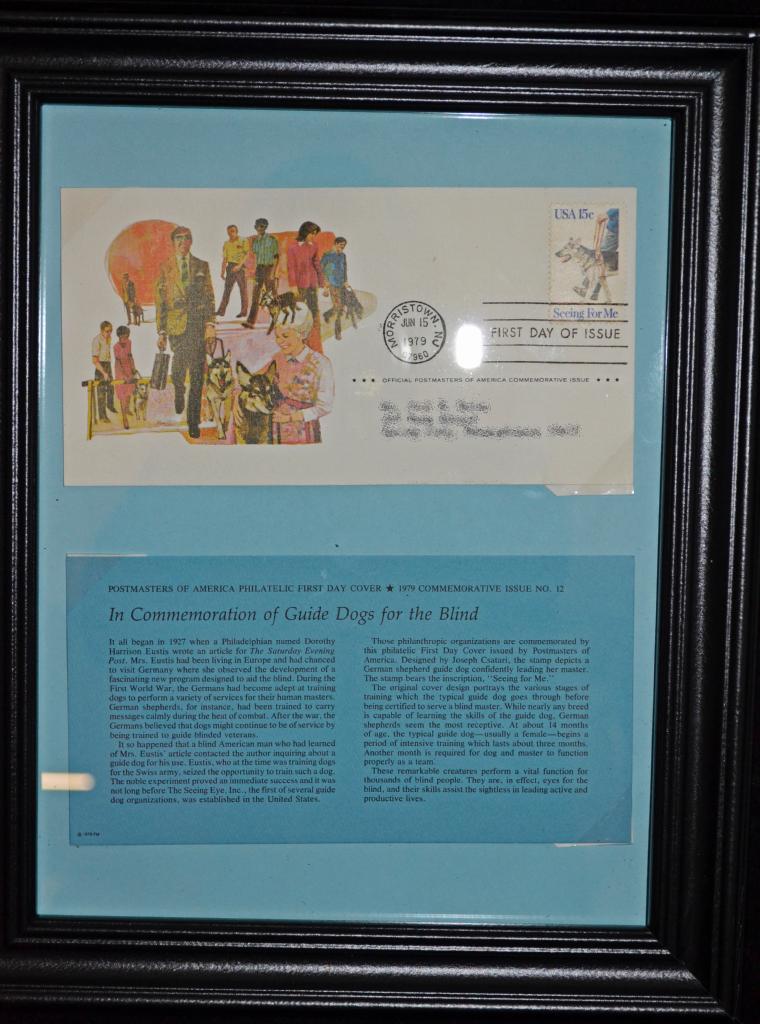 USA 15c
Seeing For Me
MORRISTOWN, NJ
JUN 15
1979
07960
FIRST DAY OF ISSUE
★ ★ ★ OFFICIAL POSTMASTERS OF AMERICA COMMEMORATIVE ISSUE ★ ★ ★
POSTMASTERS OF AMERICA PHILATELIC FIRST DAY COVER ★ 1979 COMMEMORATIVE ISSUE NO. 12
In Commemoration of Guide Dogs for the Blind
It all began in 1927 when a Philadelphian named Dorothy
Harrison Eustis wrote an article for The Saturday Evening
Post. Mrs. Eustis had been living in Europe and had chanced
to visit Germany where she observed the development of a
fascinating new program designed to aid the blind. During the
First World War, the Germans had become adept at training
dogs to perform a variety of services for their human masters.
German shepherds, for instance, had been trained to carry
messages calmly during the heat of combat. After the war, the
Germans believed that dogs might continue to be of service by
being trained to guide blinded veterans.
It so happened that a blind American man who had learned
of Mrs. Eustis' article contacted the author inquiring about a
guide dog for his use. Eustis, who at the time was training dogs
for the Swiss army, seized the opportunity to train such a dog.
The noble experiment proved an immediate success and it was
not long before The Seeing Eye, Inc., the first of several guide
dog organizations, was established in the United States.
Those philanthropic organizations are commemorated by
this philatelic First Day Cover issued by Postmasters of
America. Designed by Joseph Csatari, the stamp depicts a
German shepherd guide dog confidently leading her master.
The stamp bears the inscription, "Seeing for Me."
The original cover design portrays the various stages of
training which the typical guide dog goes through before
being certified to serve a blind master. While nearly any breed
is capable of learning the skills of the guide dog, German
shepherds seem the most receptive. At about 14 months
of age, the typical guide dog—usually a female—begins a
period of intensive training which lasts about three months.
Another month is required for dog and master to function
properly as a team.
These remarkable creatures perform a vital function for
thousands of blind people. They are, in effect, eyes for the
blind, and their skills assist the sightless in leading active and
productive lives.